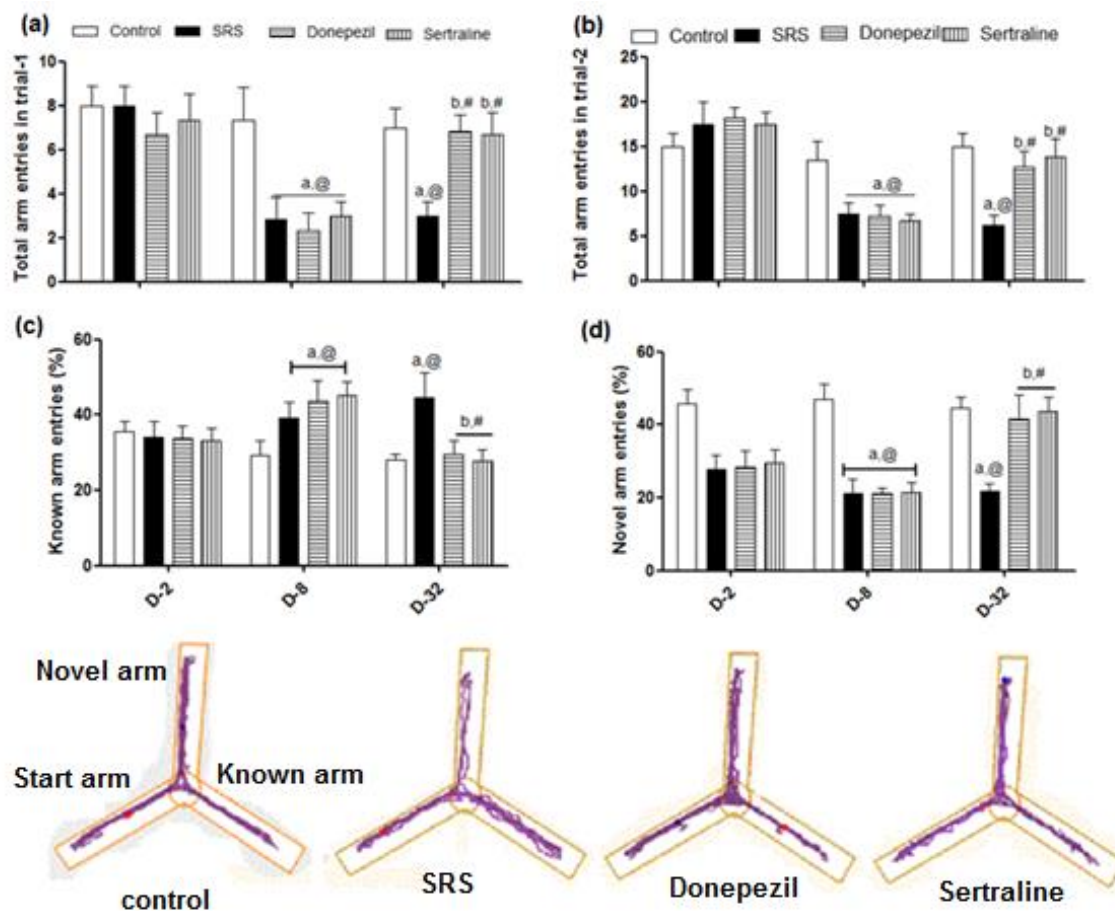 (a)
Control SRS Donepezil Sertraline
Total arm entries in trial-1
10
8
6
4
2
0
a,@
a,@
b,# b,#
(b)
Control SRS Donepezil Sertraline
Total arm entries in trial-2
25
20
15
10
5
0
a,@
a,@
b,#
b,#
(c)
Known arm entries (%)
60
40
20
0
a,@
a,@
b,#
D-2 D-8 D-32
(d)
Novel arm entries (%)
60
40
20
0
a,@
a,@
b,#
D-2 D-8 D-32
Novel arm
Start arm
Known arm
control
SRS
Donepezil
Sertraline